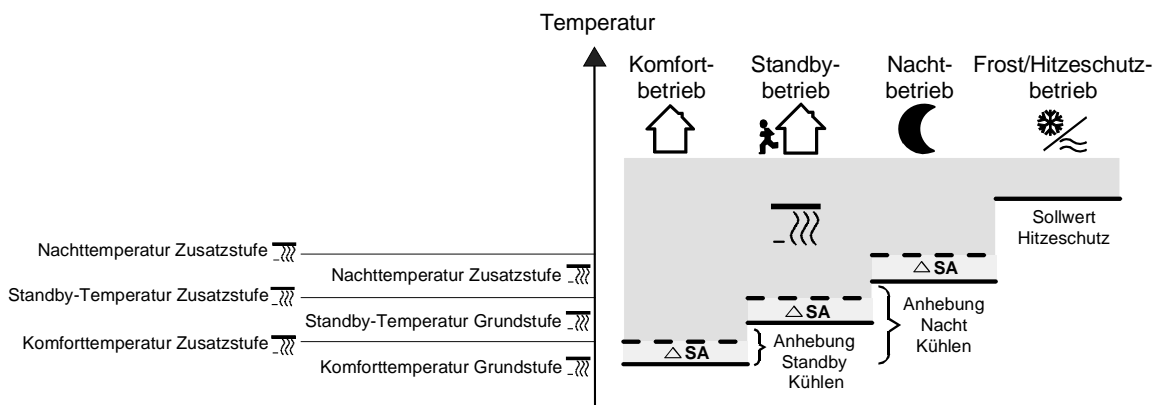 Temperatur
Komfort-
betrieb
Standby-
betrieb
Nacht-
betrieb
Frost/Hitzeschutz-
betrieb
Sollwert
Hitzeschutz
Nachttemperatur Zusatzstufe
Nachttemperatur Zusatzstufe
Standby-Temperatur Zusatzstufe
Standby-Temperatur Grundstufe
Komforttemperatur Zusatzstufe
Komforttemperatur Grundstufe
△ SA
△ SA
△ SA
Anhebung
Standby
Kühlen
Anhebung
Nacht
Kühlen